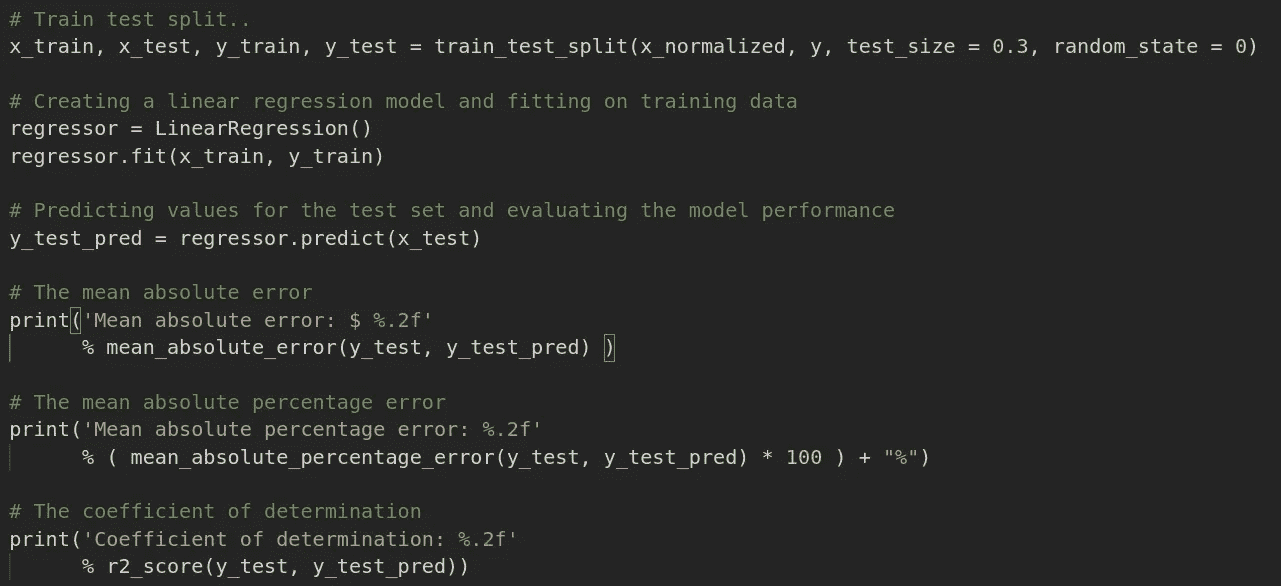 # Train test split..
x_train, x_test, y_train, y_test = train_test_split(x_normalized, y, test_size = 0.3, random_state = 0)
# Creating a linear regression model and fitting on training data
regressor = LinearRegression()
regressor.fit(x_train, y_train)
# Predicting values for the test set and evaluating the model performance
y_test_pred = regressor.predict(x_test)
# The mean absolute error
print('Mean absolute error: $ %.2f'
% mean_absolute_error(y_test, y_test_pred) )
# The mean absolute percentage error
print('Mean absolute percentage error: %.2f'
% ( mean_absolute_percentage_error(y_test, y_test_pred) * 100 ) + "%")
# The coefficient of determination
print('Coefficient of determination: %.2f'
% r2_score(y_test, y_test_pred))